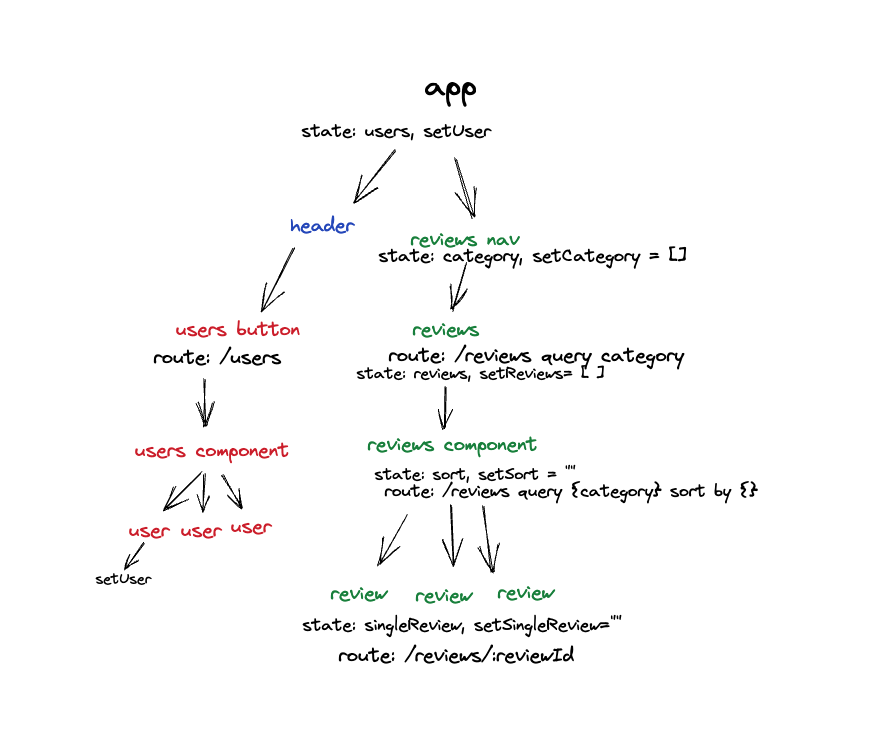 app
state: users, setUser
header
reviews nav
state: category, setCategory = []
users button
reviews
route: /users
route: /reviews query category
state: reviews, setReviews= [ ]
users component
reviews component
state: sort, setSort = ""
route: /reviews query {category} sort by {}
user user user
setUser
review review review
state: singleReview, setSingleReview=""
route: /reviews/:reviewId